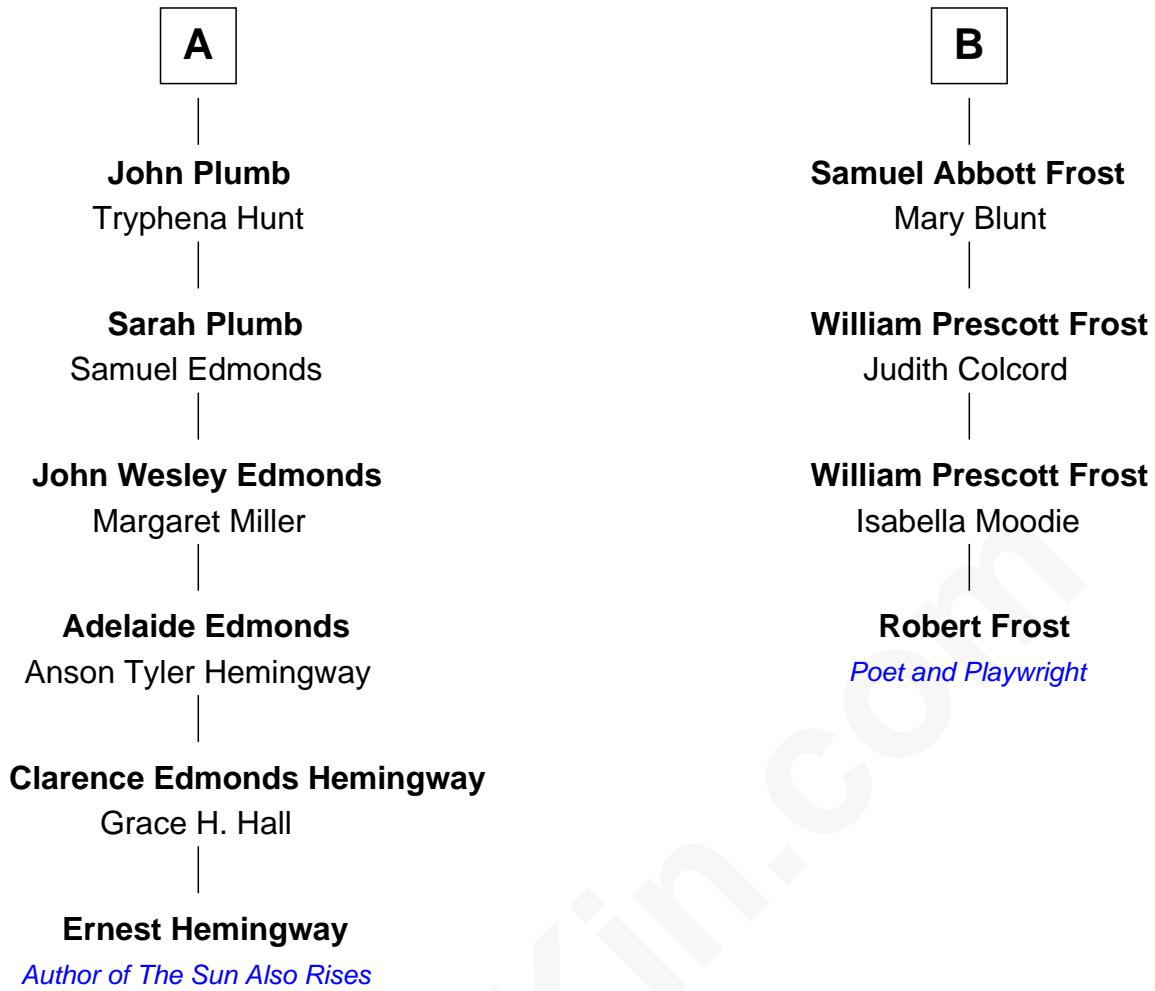 A
John Plumb
Tryphena Hunt
Sarah Plumb
Samuel Edmonds
John Wesley Edmonds
Margaret Miller
Adelaide Edmonds
Anson Tyler Hemingway
Clarence Edmonds Hemingway
Grace H. Hall
Ernest Hemingway
Author of The Sun Also Rises
B
Samuel Abbott Frost
Mary Blunt
William Prescott Frost
Judith Colcord
William Prescott Frost
Isabella Moodie
Robert Frost
Poet and Playwright
in.com